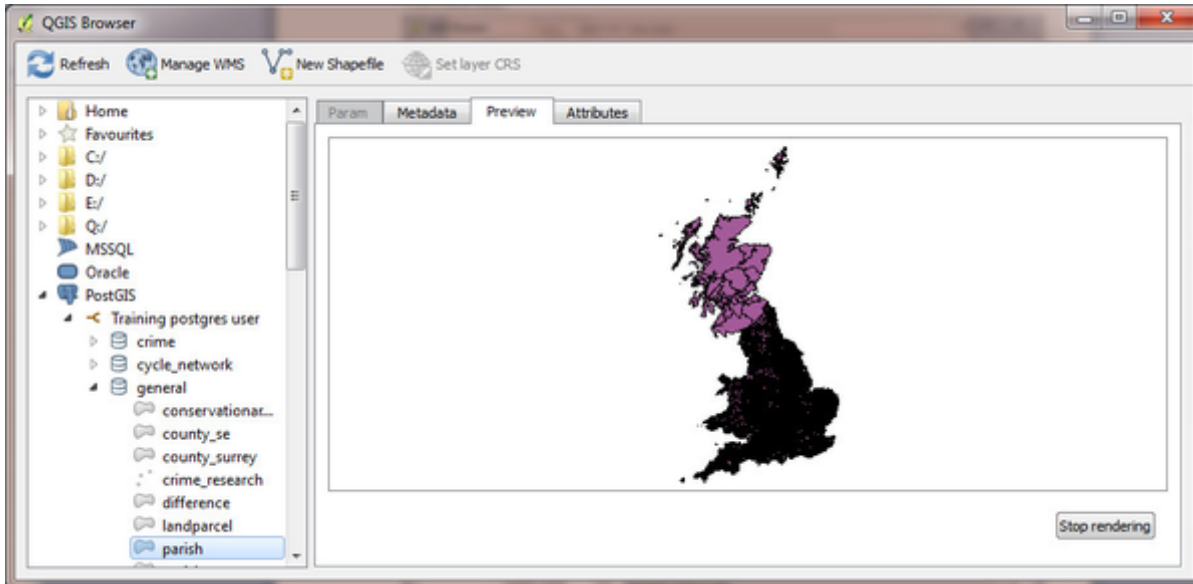 QGIS Browser
Refresh Manage WMS New Shapefile Set layer CRS
Home
Favourites
C:/
D:/
E:/
Q:/
MSSQL
Oracle
PostGIS
Training postgres user
crime
cycle_network
general
conservationar...
county_se
county_surrey
crime_research
difference
landparcel
parish
Param Metadata Preview Attributes
Stop rendering